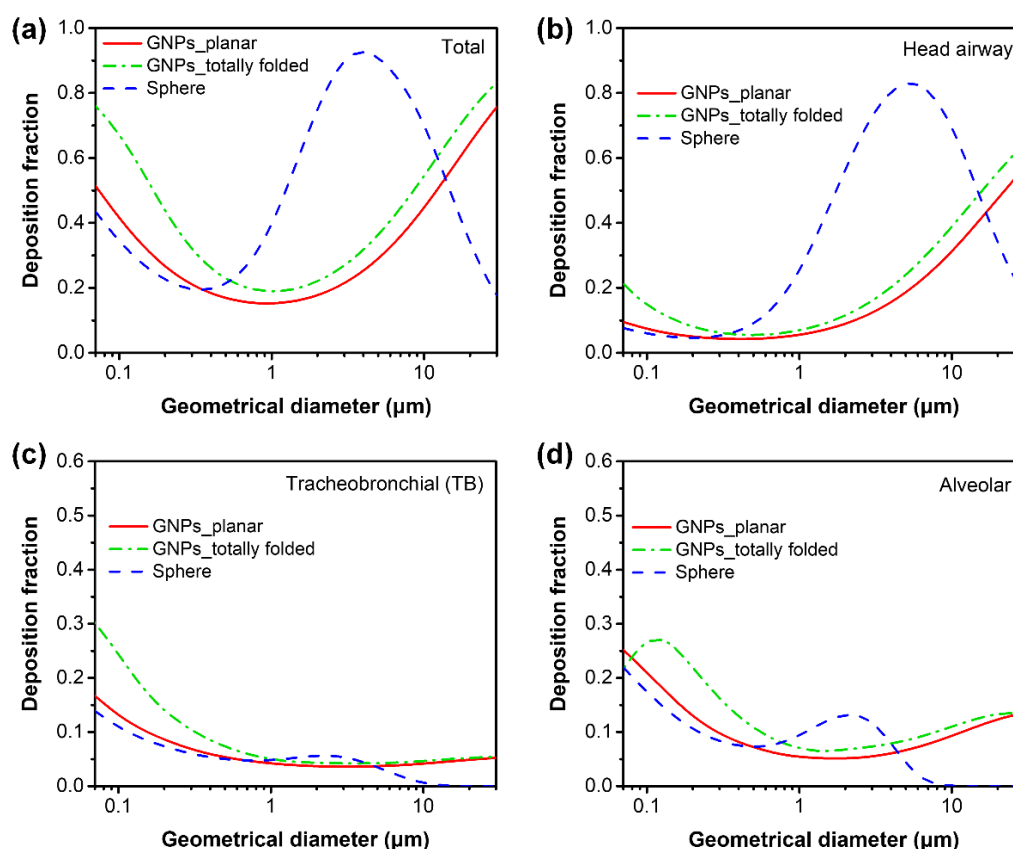 (a)
Total
GNPs_planar
GNPs_totally folded
Sphere
Deposition fraction
1.0
0.8
0.6
0.4
0.2
0.0
0.1
1
10
Geometrical diameter (µm)
(b)
Head airway
GNPs_planar
GNPs_totally folded
Sphere
Deposition fraction
1.0
0.8
0.6
0.4
0.2
0.0
0.1
1
10
Geometrical diameter (µm)
(c)
Tracheobronchial (TB)
GNPs_planar
GNPs_totally folded
Sphere
Deposition fraction
0.6
0.5
0.4
0.3
0.2
0.1
0.0
0.1
1
10
Geometrical diameter (µm)
(d)
Alveolar
GNPs_planar
GNPs_totally folded
Sphere
Deposition fraction
0.6
0.5
0.4
0.3
0.2
0.1
0.0
0.1
1
10
Geometrical diameter (µm)